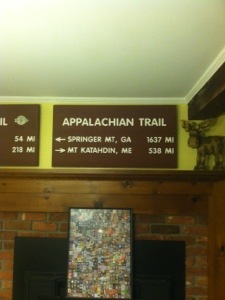 IL
54 MI
218 MI
APPALACHIAN TRAIL
← SPRINGER MT, GA 1637 MI
→ MT KATAHDIN, ME 538 MI